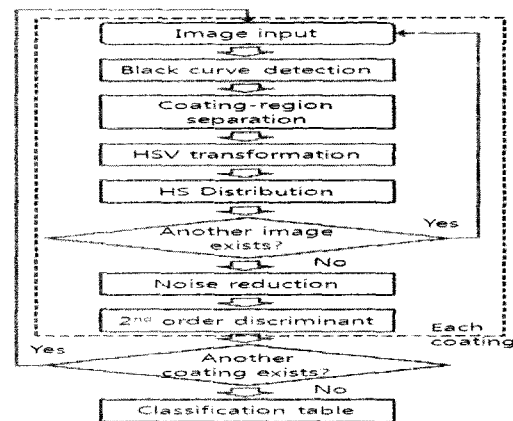 Image input
Black curve detection
Coating-region
separation
HSV transformation
HS Distribution
Another image
exists?
Yes
No
Noise reduction
2nd order discriminant
Each
coating
Yes
Another
coating exists?
No
Classification table